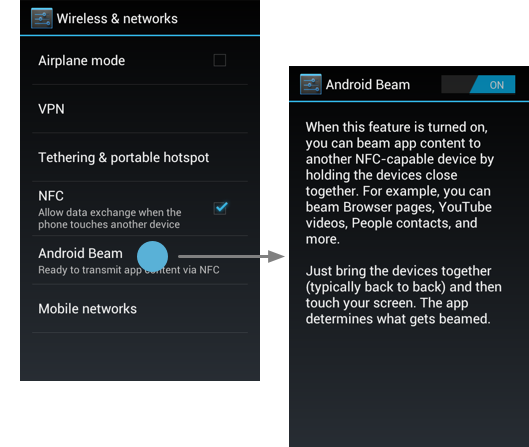 Wireless & networks
Airplane mode
VPN
Tethering & portable hotspot
NFC
Allow data exchange when the
phone touches another device
Android Beam
Ready to transmit app content via NFC
Mobile networks
Android Beam
ON
When this feature is turned on,
you can beam app content to
another NFC-capable device by
holding the devices close
together. For example, you can
beam Browser pages, YouTube
videos, People contacts, and
more.
Just bring the devices together
(typically back to back) and then
touch your screen. The app
determines what gets beamed.